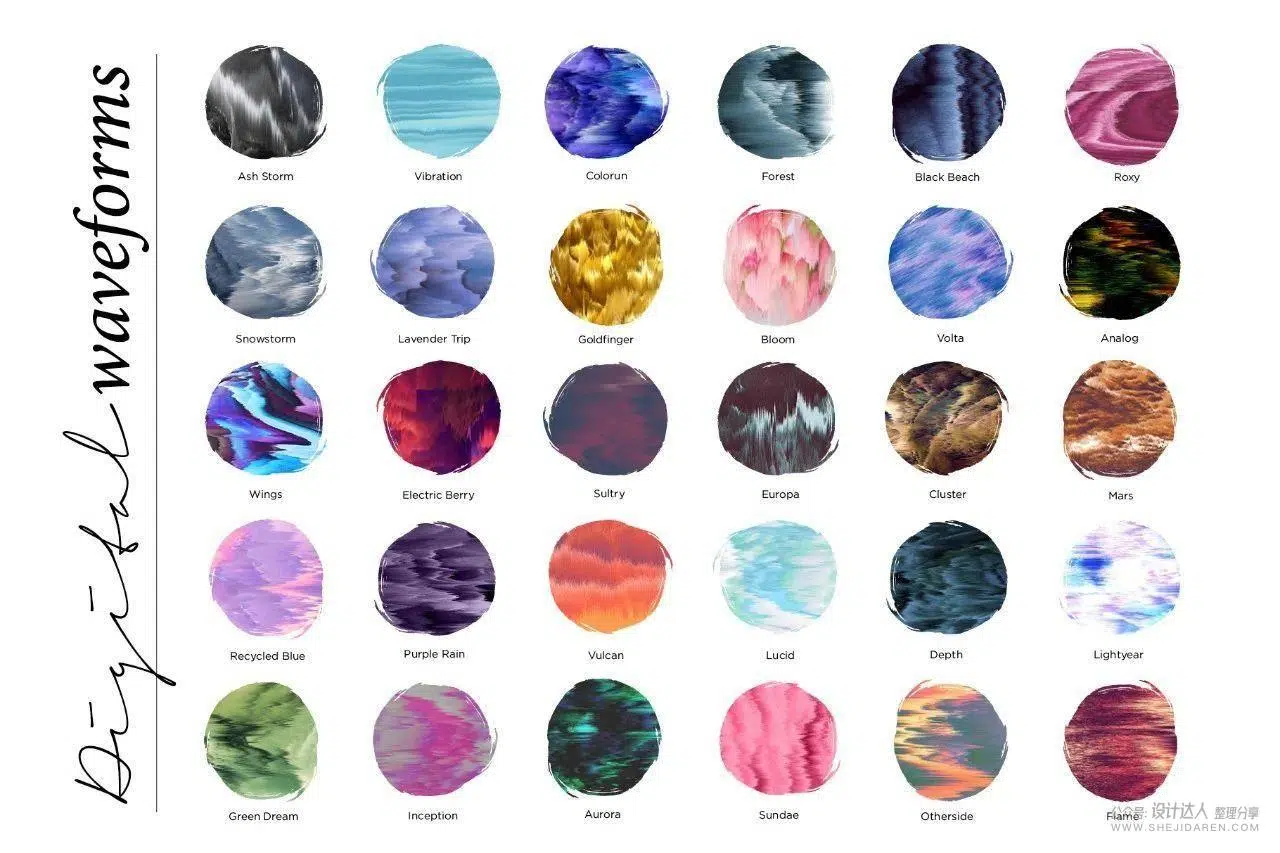 Digital waveforms
Ash Storm
Vibration
Colorun
Forest
Black Beach
Roxy
Snowstorm
Lavender Trip
Goldfinger
Bloom
Volta
Analog
Wings
Electric Berry
Sultry
Europa
Cluster
Mars
Recycled Blue
Purple Rain
Vulcan
Lucid
Depth
Lightyear
Green Dream
Inception
Aurora
Sundae
Otherside
Flame
公众号: 设计达人 整理分享
WWW.SHEJIDAREN.COM